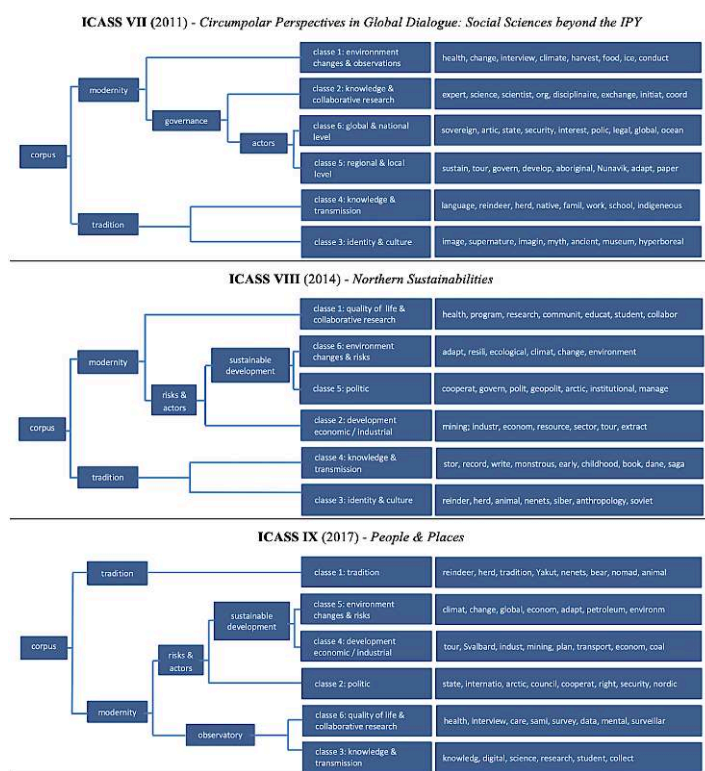 ICASS VII (2011) - Circumpolar Perspectives in Global Dialogue: Social Sciences beyond the IPY
classe 1: environnment
changes & observations
health, change, interview, climate, harvest, food, ice, conduct
modernity
classe 2: knowledge &
collaborative research
expert, science, scientist, org, disciplinaire, exchange, initiat, coord
governance
classe 6: global & national
level
sovereign, artic, state, security, interest, polic, legal, global, ocean
actors
corpus
classe 5: regional & local
level
sustain, tour, govern, develop, aboriginal, Nunavik, adapt, paper
classe 4: knowledge &
transmission
language, reindeer, herd, native, famil, work, school, indigeneous
tradition
classe 3: identity & culture
image, supernature, imagin, myth, ancient, museum, hyperboreal
ICASS VIII (2014) - Northern Sustainabilities
classe 1: quality of life &
collaborative research
health, program, research, communit, educat, student, collabor
modernity
sustainable
development
classe 6: environment
changes & risks
adapt, resili, ecological, climat, change, environment
risks &
actors
classe 5: politic
cooperat, govern, polit, geopolit, arctic, institutional, manage
corpus
classe 2: development
economic / industrial
mining; industr, econom, resource, sector, tour, extract
classe 4: knowledge &
transmission
stor, record, write, monstrous, early, childhood, book, dane, saga
tradition
classe 3: identity & culture
reinder, herd, animal, nenets, siber, anthropology, soviet
ICASS IX (2017) - People & Places
tradition
classe 1: tradition
reindeer, herd, tradition, Yakut, nenets, bear, nomad, animal
sustainable
development
classe 5: environment
changes & risks
climat, change, global, econom, adapt, petroleum, environm
corpus
risks &
actors
classe 4: development
economic / industrial
tour, Svalbard, indust, mining, plan, transport, econom, coal
classe 2: politic
state, internatio, arctic, council, cooperat, right, security, nordic
modernity
observatory
classe 6: quality of life &
collaborative research
health, interview, care, sami, survey, data, mental, surveillar
classe 3: knowledge &
transmission
knowledg, digital, science, research, student, collect